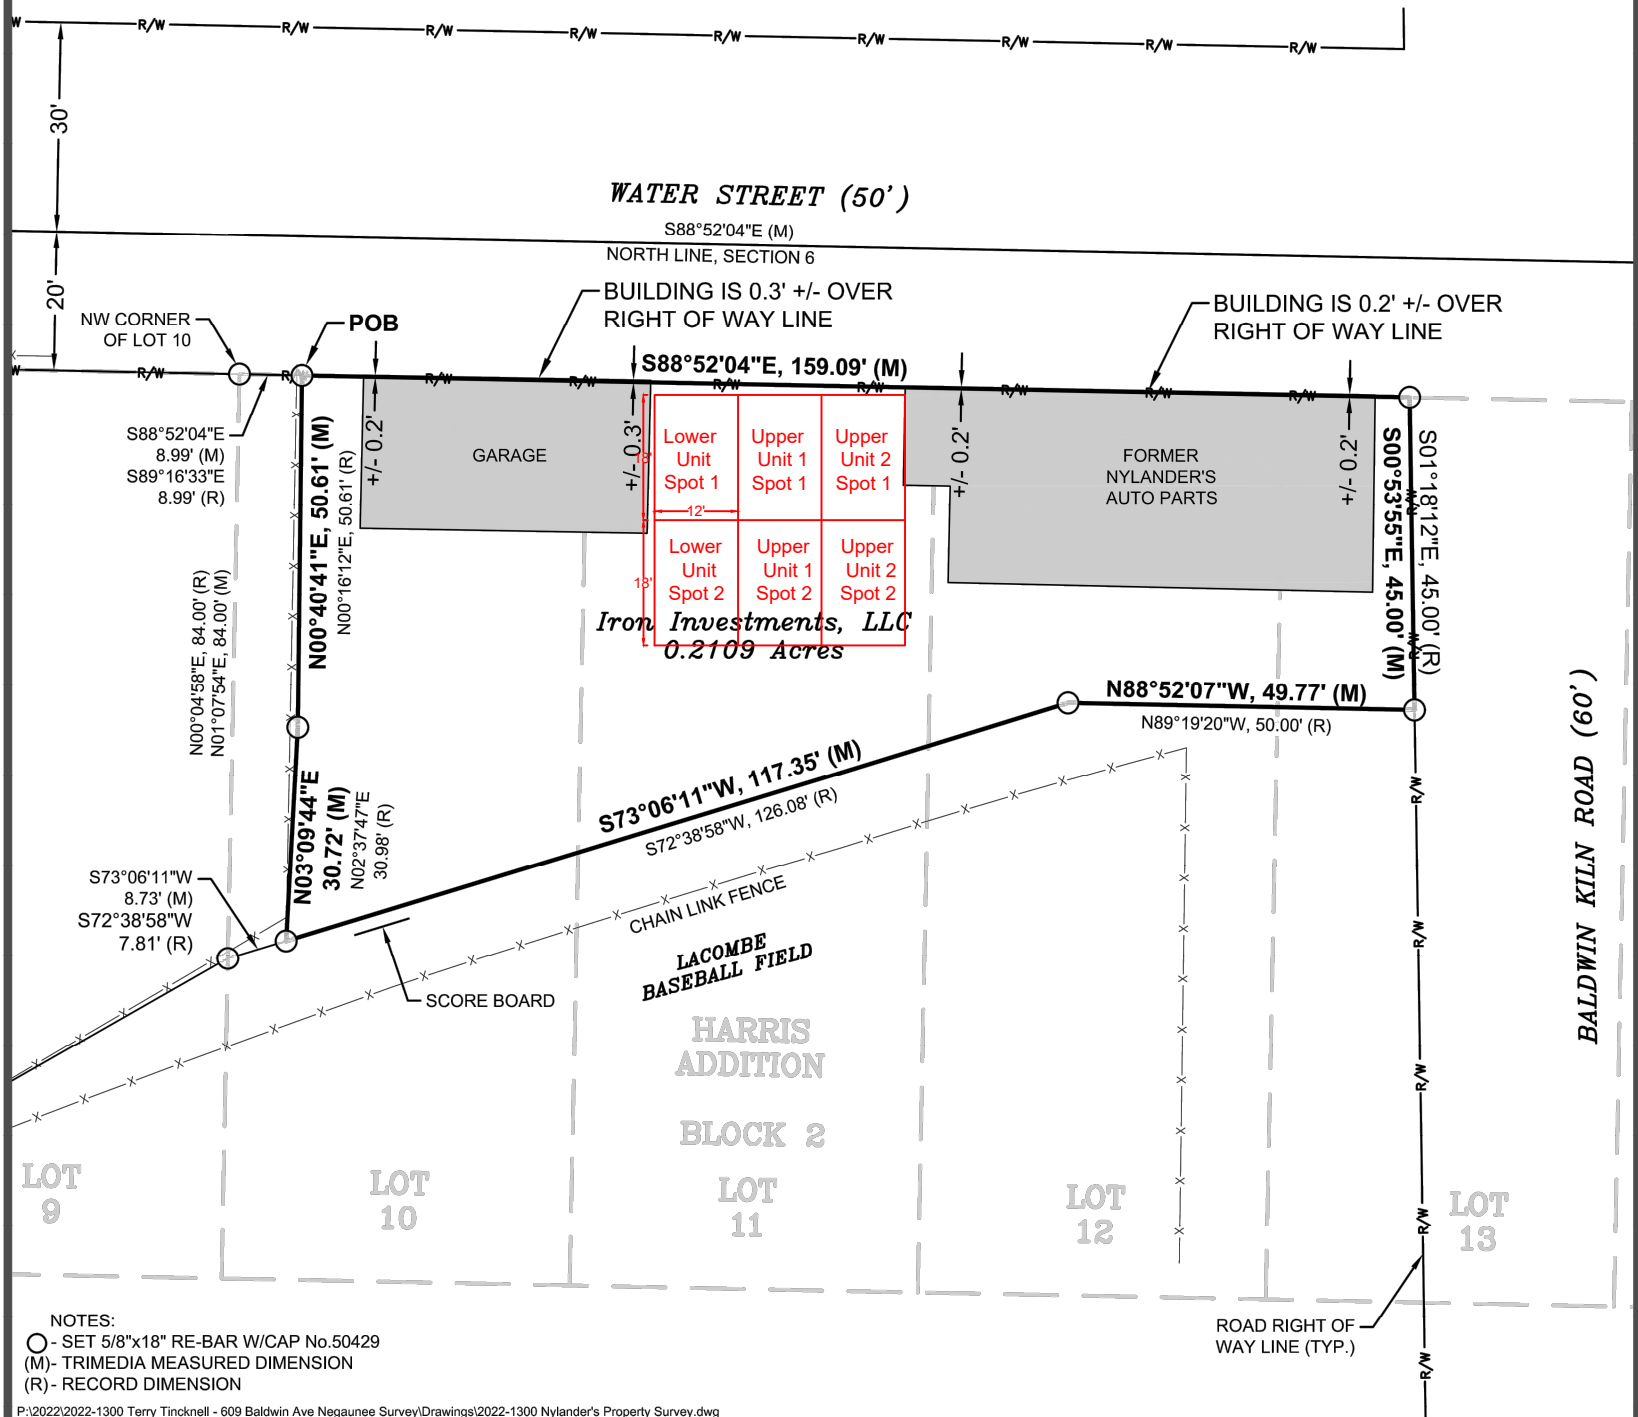 W R/W R/W R/W R/W R/W R/W R/W R/W R/W
30'
WATER STREET (50')
S88°52'04"E (M)
NORTH LINE, SECTION 6
20'
NW CORNER
OF LOT 10
POB
BUILDING IS 0.3' +/- OVER
RIGHT OF WAY LINE
BUILDING IS 0.2' +/- OVER
RIGHT OF WAY LINE
S88°52'04"E, 159.09' (M)
W R/W R/W R/W R/W R/W R/W R/W R/W
S88°52'04"E
8.99' (M)
S89°16'33"E
8.99' (R)
N00°40'41"E, 50.61' (M)
N00°16'12"E, 50.61' (R)
+/- 0.2'
GARAGE
+/- 0.3'
18'
Lower
Unit
Spot 1
Upper
Unit 1
Spot 1
Upper
Unit 2
Spot 1
12'
18'
Lower
Unit
Spot 2
Upper
Unit 1
Spot 2
Upper
Unit 2
Spot 2
+/- 0.2'
FORMER
NYLANDER'S
AUTO PARTS
+/- 0.2'
S00°53'55"E, 45.00' (M)
S01°18'12"E, 45.00' (R)
R/W
R/W
Iron Investments, LLC
0.2109 Acres
N00°04'58"E, 84.00' (R)
N01°07'54"E, 84.00' (M)
N88°52'07"W, 49.77' (M)
N89°19'20"W, 50.00' (R)
BALDWIN KILN ROAD (60')
S73°06'11"W, 117.35' (M)
S72°38'58"W, 126.08' (R)
N03°09'44"E
30.72' (M)
N02°37'47"E
30.98' (R)
S73°06'11"W
8.73' (M)
S72°38'58"W
7.81' (R)
CHAIN LINK FENCE
LACOMBE
BASEBALL FIELD
SCORE BOARD
R/W
R/W
R/W
R/W
R/W
HARRIS
ADDITION
BLOCK 2
LOT
9
LOT
10
LOT
11
LOT
12
LOT
13
ROAD RIGHT OF
WAY LINE (TYP.)
NOTES:
- SET 5/8"x18" RE-BAR W/CAP No.50429
(M)- TRIMEDIA MEASURED DIMENSION
(R)- RECORD DIMENSION
P:\2022\2022-1300 Terry Tincknell - 609 Baldwin Ave Negaunee Survey\Drawings\2022-1300 Nylander's Property Survey.dwg